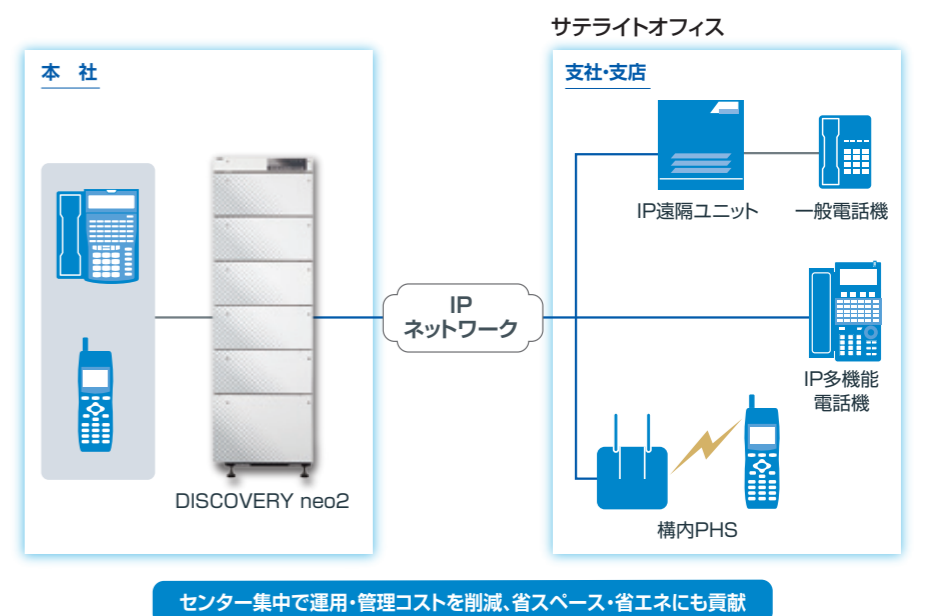 サテライトオフィス
本 社
支社・支店
IP遠隔ユニット
一般電話機
IP
ネットワーク
IP多機能
電話機
DISCOVERY neo2
構内PHS
センター集中で運用・管理コストを削減、省スペース・省エネにも貢献